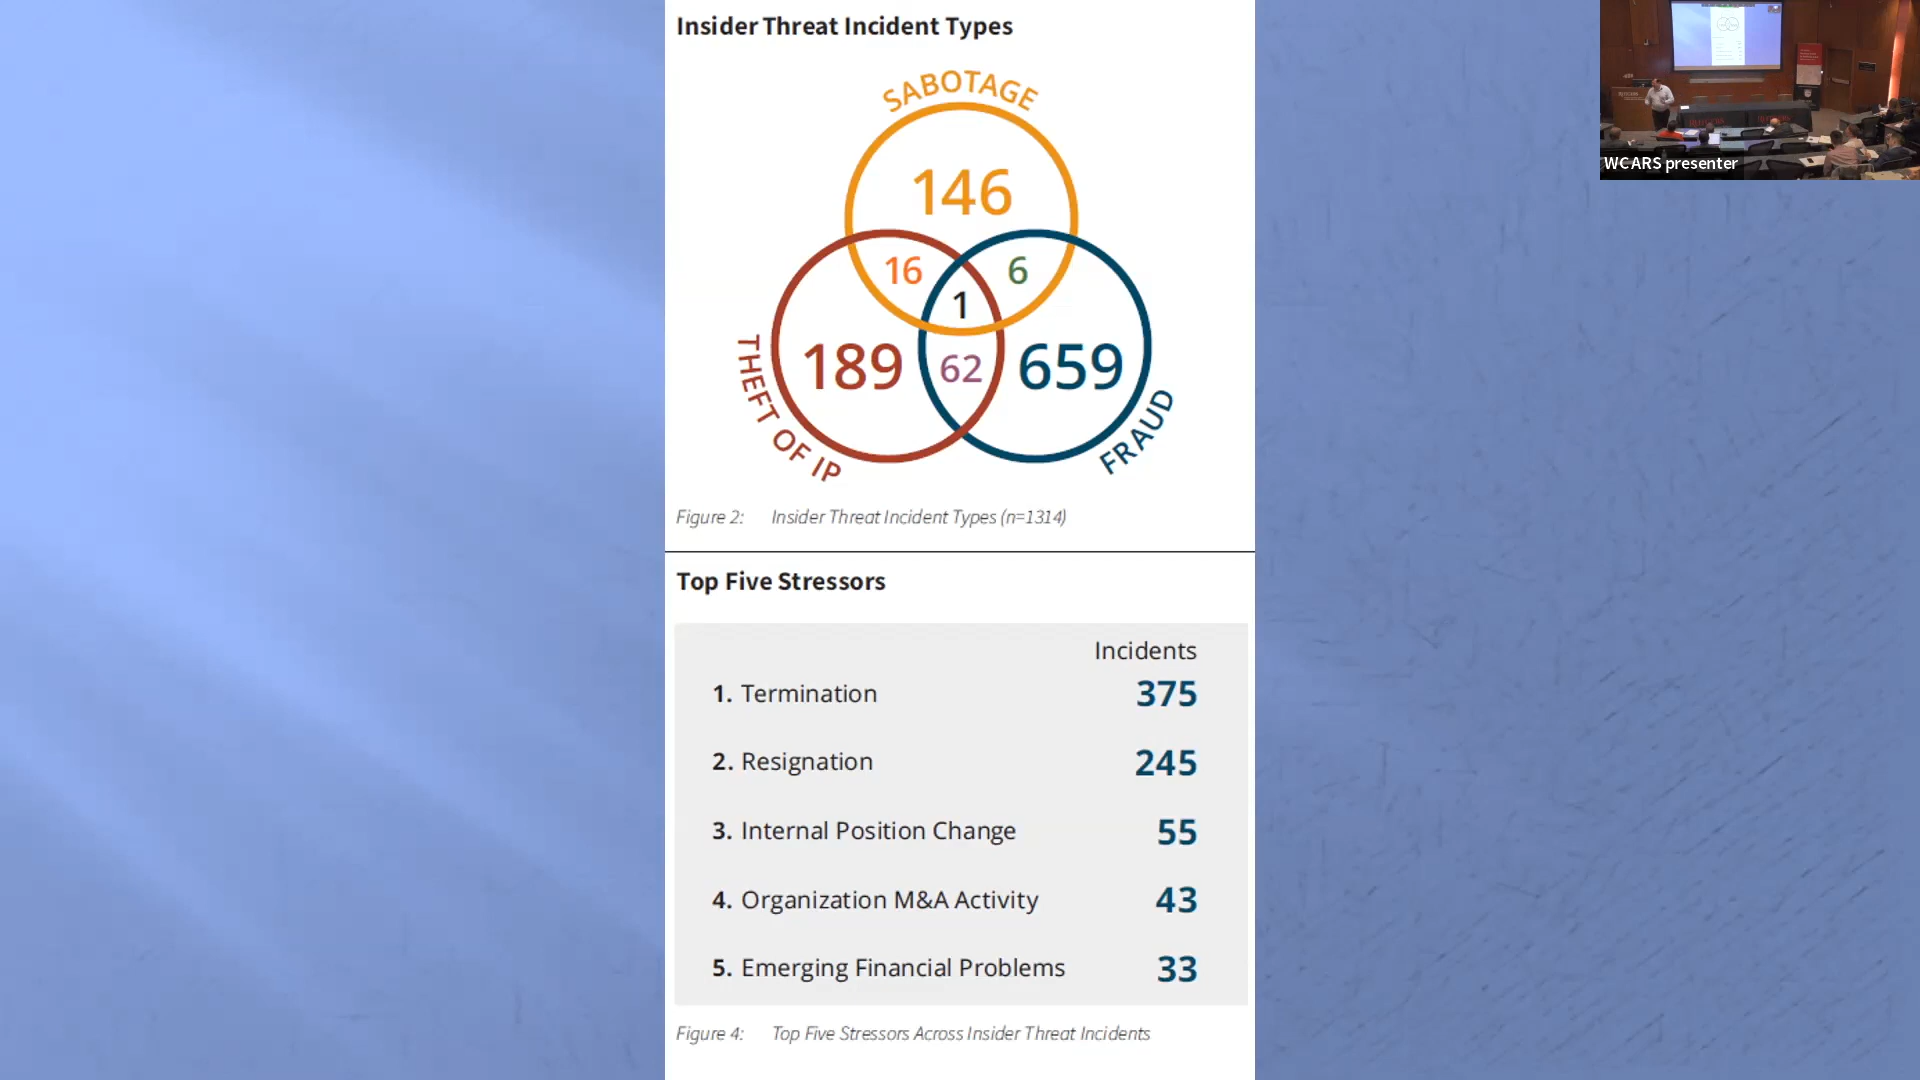 Insider Threat Incident Types
SABOTAGE
146
16
6
1
189
62
659
THEFT OF IP
FRAUD
Figure 2: Insider Threat Incident Types (n=1314)
Top Five Stressors
Incidents
1. Termination 375
2. Resignation 245
3. Internal Position Change 55
4. Organization M&A Activity 43
5. Emerging Financial Problems 33
Figure 4: Top Five Stressors Across Insider Threat Incidents
WCARS presenter